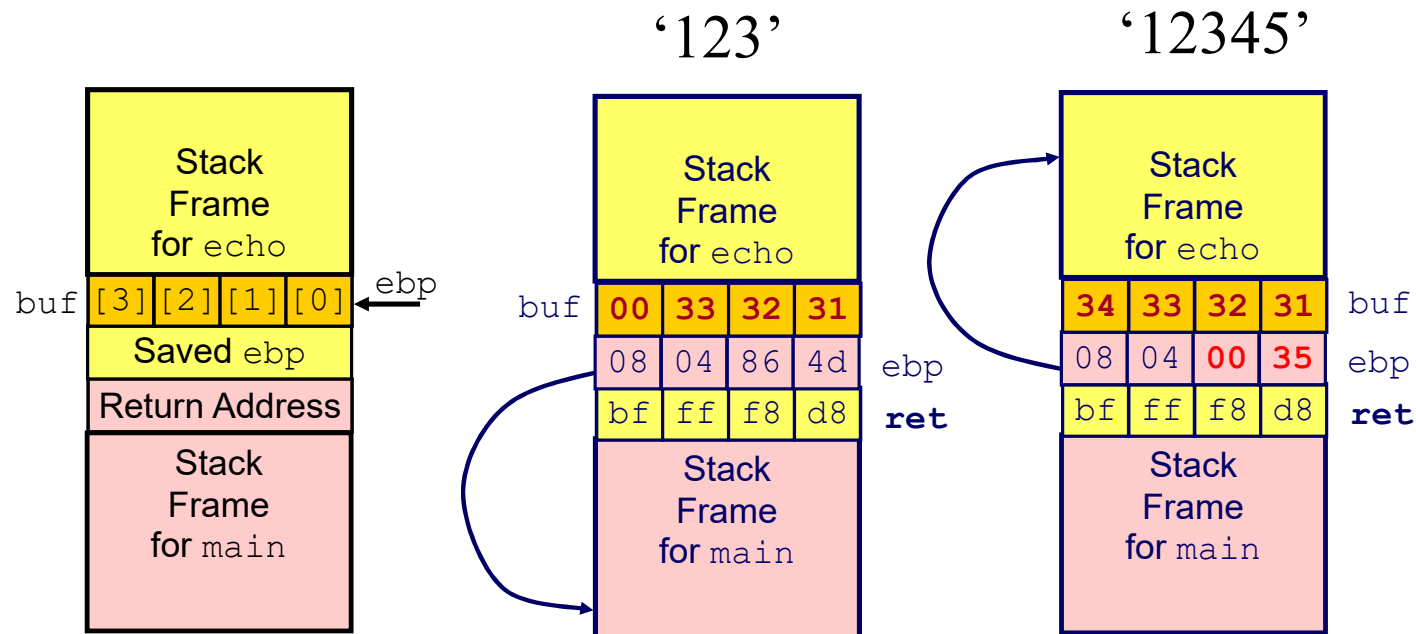 ‘123’
‘12345’
Stack
Frame
for echo
buf [3] [2] [1] [0] ebp
Saved ebp
Return Address
Stack
Frame
for main
Stack
Frame
for echo
buf 00 33 32 31
08 04 86 4d ebp
bf ff f8 d8 ret
Stack
Frame
for main
Stack
Frame
for echo
34 33 32 31 buf
08 04 00 35 ebp
bf ff f8 d8 ret
Stack
Frame
for main